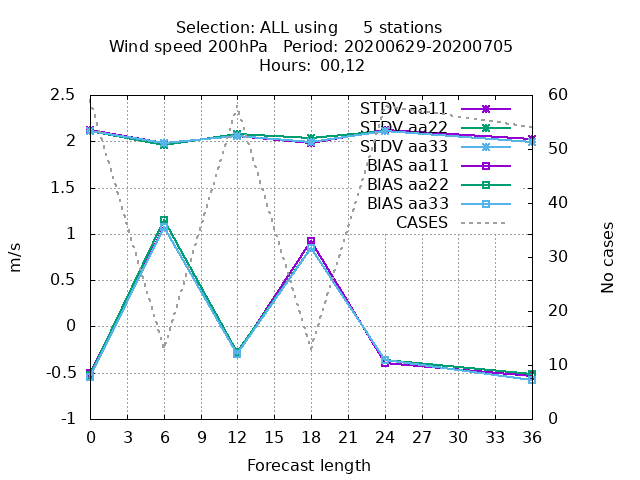 Selection: ALL using 5 stations
Wind speed 200hPa Period: 20200629-20200705
Hours: 00,12
2.5
2
1.5
1
0.5
0
-0.5
-1
m/s
STDV aa11
STDV aa22
STDV aa33
BIAS aa11
BIAS aa22
BIAS aa33
CASES
60
50
40
30
20
10
0
No cases
0 3 6 9 12 15 18 21 24 27 30 33 36
Forecast length